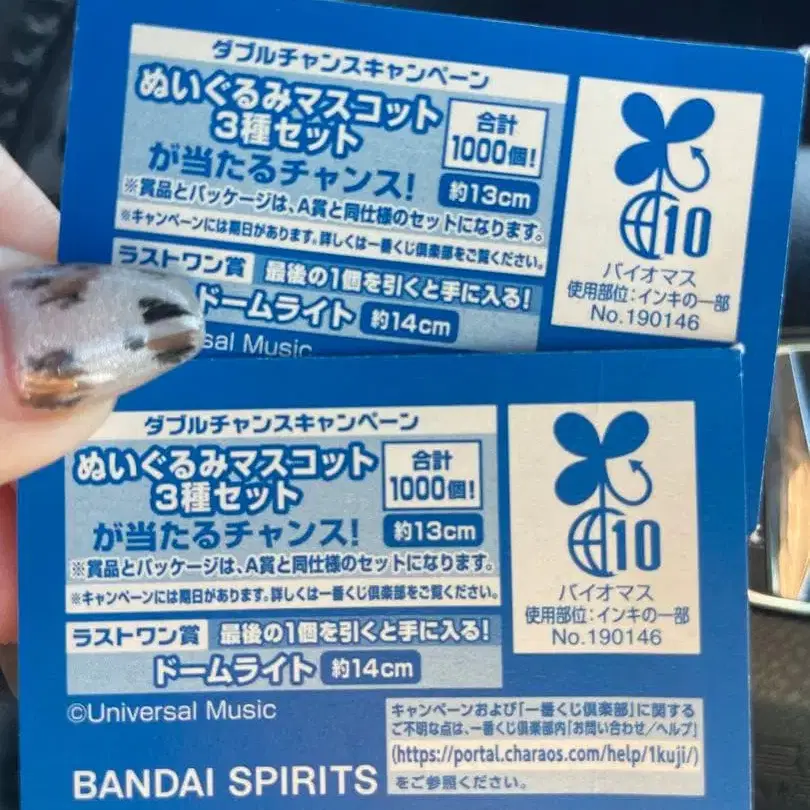 ダブルチャンスキャンペーン
ぬいぐるみマスコット
3種セット
合計
1000個!
が当たるチャンス!
約13cm
※賞品とパッケージは、A賞と同仕様のセットになります。
※キャンペーンには期日があります。詳しくは一番くじ倶楽部をご覧ください。
ラストワン賞 最後の1個を引くと手に入る!
ドームライト 約14cm
sal Music
10
バイオマス
使用部位:インキの一部
No.190146
ダブルチャンスキャンペーン
ぬいぐるみマスコット
3種セット
合計
1000個!
が当たるチャンス!
約13cm
※賞品とパッケージは、A賞と同仕様のセットになります。
※キャンペーンには期日があります。詳しくは一番くじ倶楽部をご覧ください。
ラストワン賞 最後の1個を引くと手に入る!
ドームライト 約14cm
10
バイオマス
使用部位:インキの一部
No.190146
©Universal Music
BANDAI SPIRITS
キャンペーンおよび「一番くじ倶楽部」に関する
ご不明な点は、一番くじ倶楽部内「お問い合わせ/ヘルプ」
(https://portal.charaos.com/help/1kuji/)
をご参照ください。